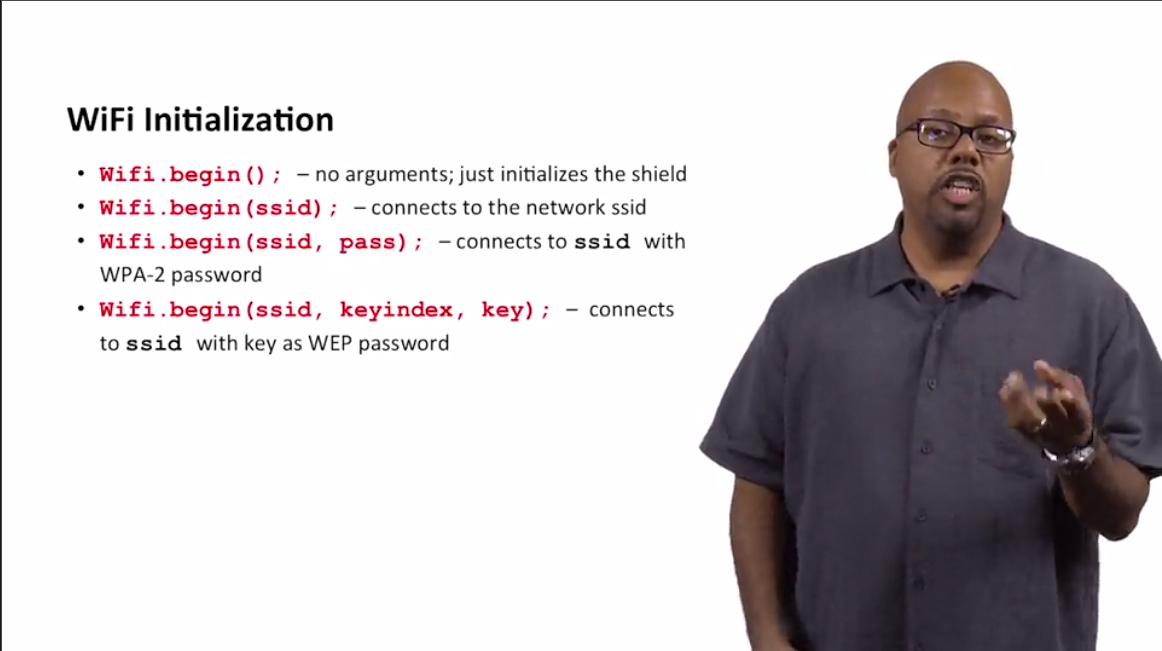 WiFi Initialization
• Wifi.begin(); – no arguments; just initializes the shield
• Wifi.begin(ssid); – connects to the network ssid
• Wifi.begin(ssid, pass); – connects to ssid with
WPA-2 password
• Wifi.begin(ssid, keyindex, key); – connects
to ssid with key as WEP password